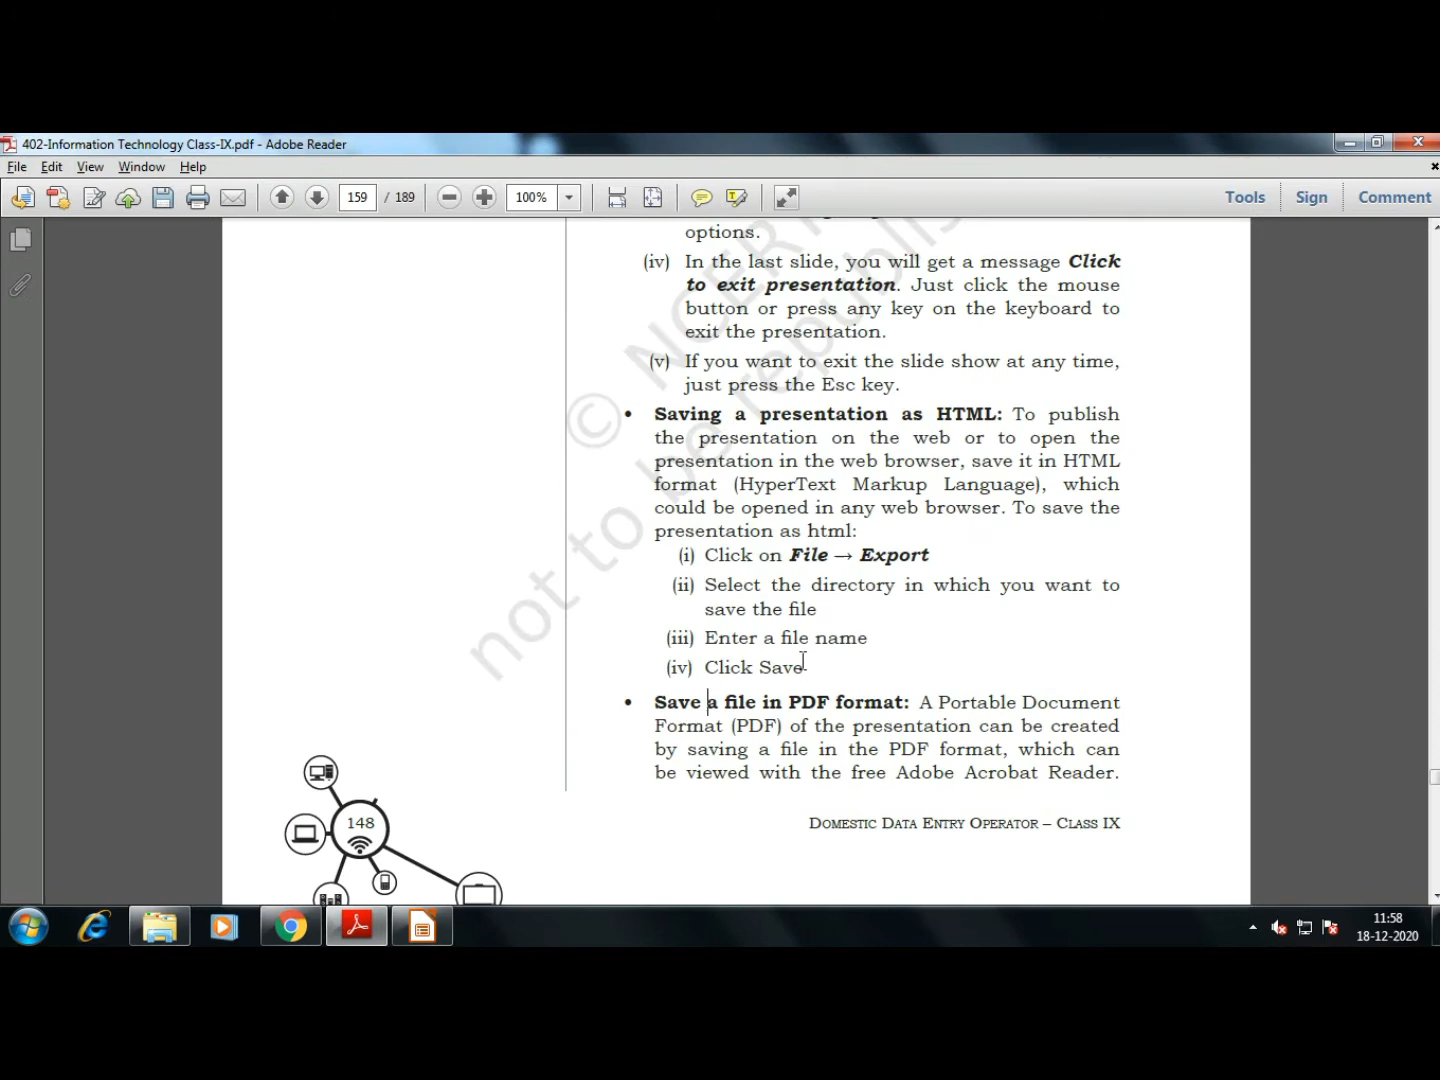 402-Information Technology Class-IX.pdf - Adobe Reader
File Edit View Window Help
159 / 189 100% Tools Sign Comment
options.
(iv) In the last slide, you will get a message Click
to exit presentation. Just click the mouse
button or press any key on the keyboard to
exit the presentation.
(v) If you want to exit the slide show at any time,
just press the Esc key.
• Saving a presentation as HTML: To publish
the presentation on the web or to open the
presentation in the web browser, save it in HTML
format (HyperText Markup Language), which
could be opened in any web browser. To save the
presentation as html:
(i) Click on File → Export
(ii) Select the directory in which you want to
save the file
(iii) Enter a file name
(iv) Click Save
• Save a file in PDF format: A Portable Document
Format (PDF) of the presentation can be created
by saving a file in the PDF format, which can
be viewed with the free Adobe Acrobat Reader.
148
DOMESTIC DATA ENTRY OPERATOR – CLASS IX
© NCERT
not to be republis
11:58
18-12-2020